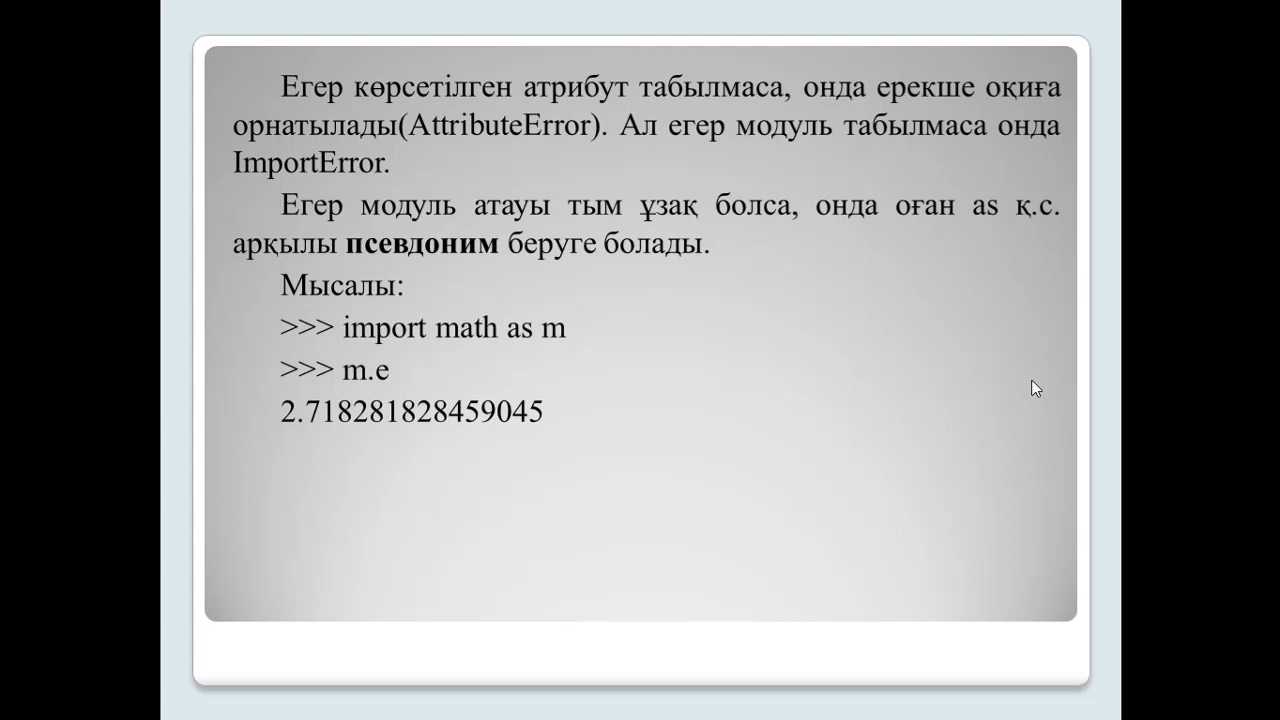 Егер көрсетілген атрибут табылмаса, онда ерекше оқиға
орнатылады(AttributeError). Ал егер модуль табылмаса онда
ImportError.
Егер модуль атауы тым ұзақ болса, онда оған as қ.с.
арқылы псевдоним беруге болады.
Мысалы:
>>> import math as m
>>> m.e
2.718281828459045